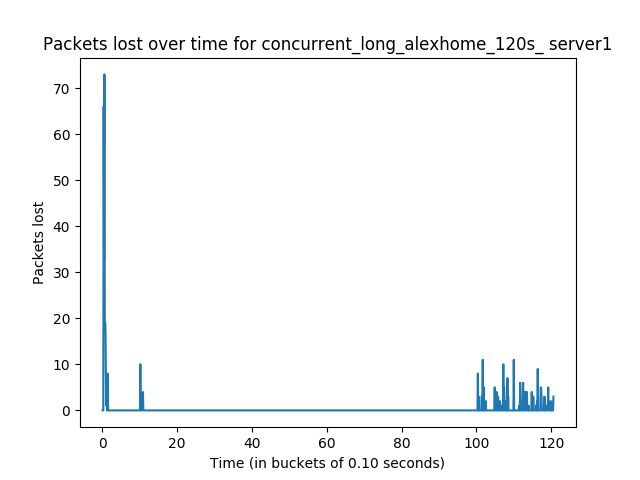 Packets lost over time for concurrent_long_alexhome_120s_ server1
70
60
50
40
30
20
10
0
Packets lost
0 20 40 60 80 100 120
Time (in buckets of 0.10 seconds)